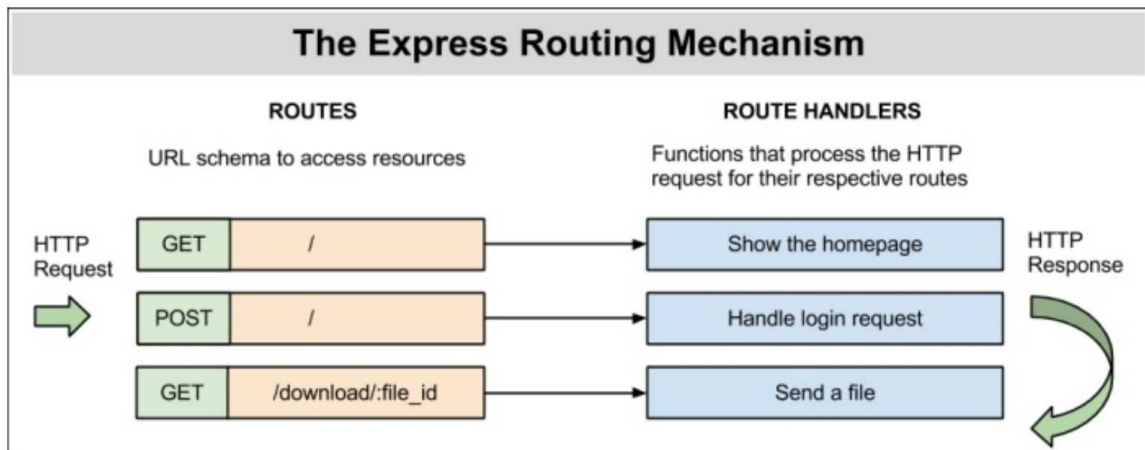 The Express Routing Mechanism
ROUTES
URL schema to access resources
ROUTE HANDLERS
Functions that process the HTTP
request for their respective routes
HTTP
Request
GET /
Show the homepage
POST /
Handle login request
GET /download/:file_id
Send a file
HTTP
Response